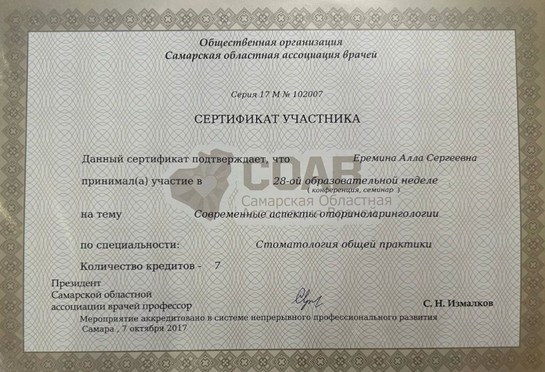 Общественная организация
Самарская областная ассоциация врачей
Серия 17 М № 102007
СЕРТИФИКАТ УЧАСТНИКА
Данный сертификат подтверждает, что Еремина Алла Сергеевна
принимал(а) участие в 28-ой образовательной неделе
( конференция, семинар )
СОАВ
Самарская Областная
на тему Современные аспекты оториноларингологии
по специальности: Стоматология общей практики
Количество кредитов - 7
Президент
Самарской областной
ассоциации врачей профессор С. Н. Измалков
Мероприятие аккредитовано в системе непрерывного профессионального развития
Самара , 7 октября 2017